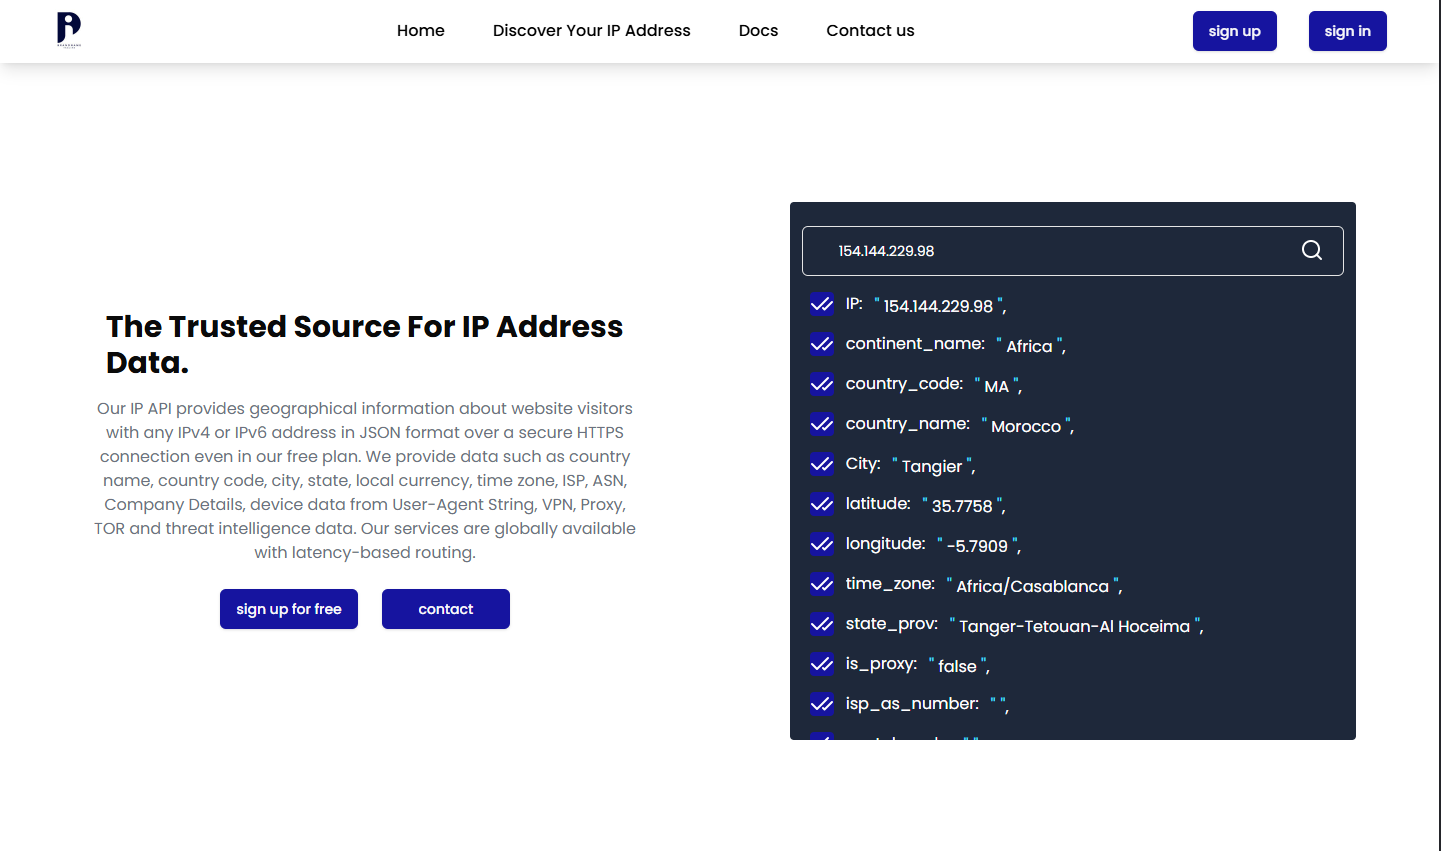 Home
Discover Your IP Address
Docs
Contact us
sign up
sign in
The Trusted Source For IP Address
Data.
Our IP API provides geographical information about website visitors
with any IPv4 or IPv6 address in JSON format over a secure HTTPS
connection even in our free plan. We provide data such as country
name, country code, city, state, local currency, time zone, ISP, ASN,
Company Details, device data from User-Agent String, VPN, Proxy,
TOR and threat intelligence data. Our services are globally available
with latency-based routing.
sign up for free
contact
154.144.229.98
IP: " 154.144.229.98 ",
continent_name: " Africa ",
country_code: " MA ",
country_name: " Morocco ",
City: " Tangier ",
latitude: " 35.7758 ",
longitude: " -5.7909 ",
time_zone: " Africa/Casablanca ",
state_prov: " Tanger-Tetouan-Al Hoceima ",
is_proxy: " false ",
isp_as_number: " ",